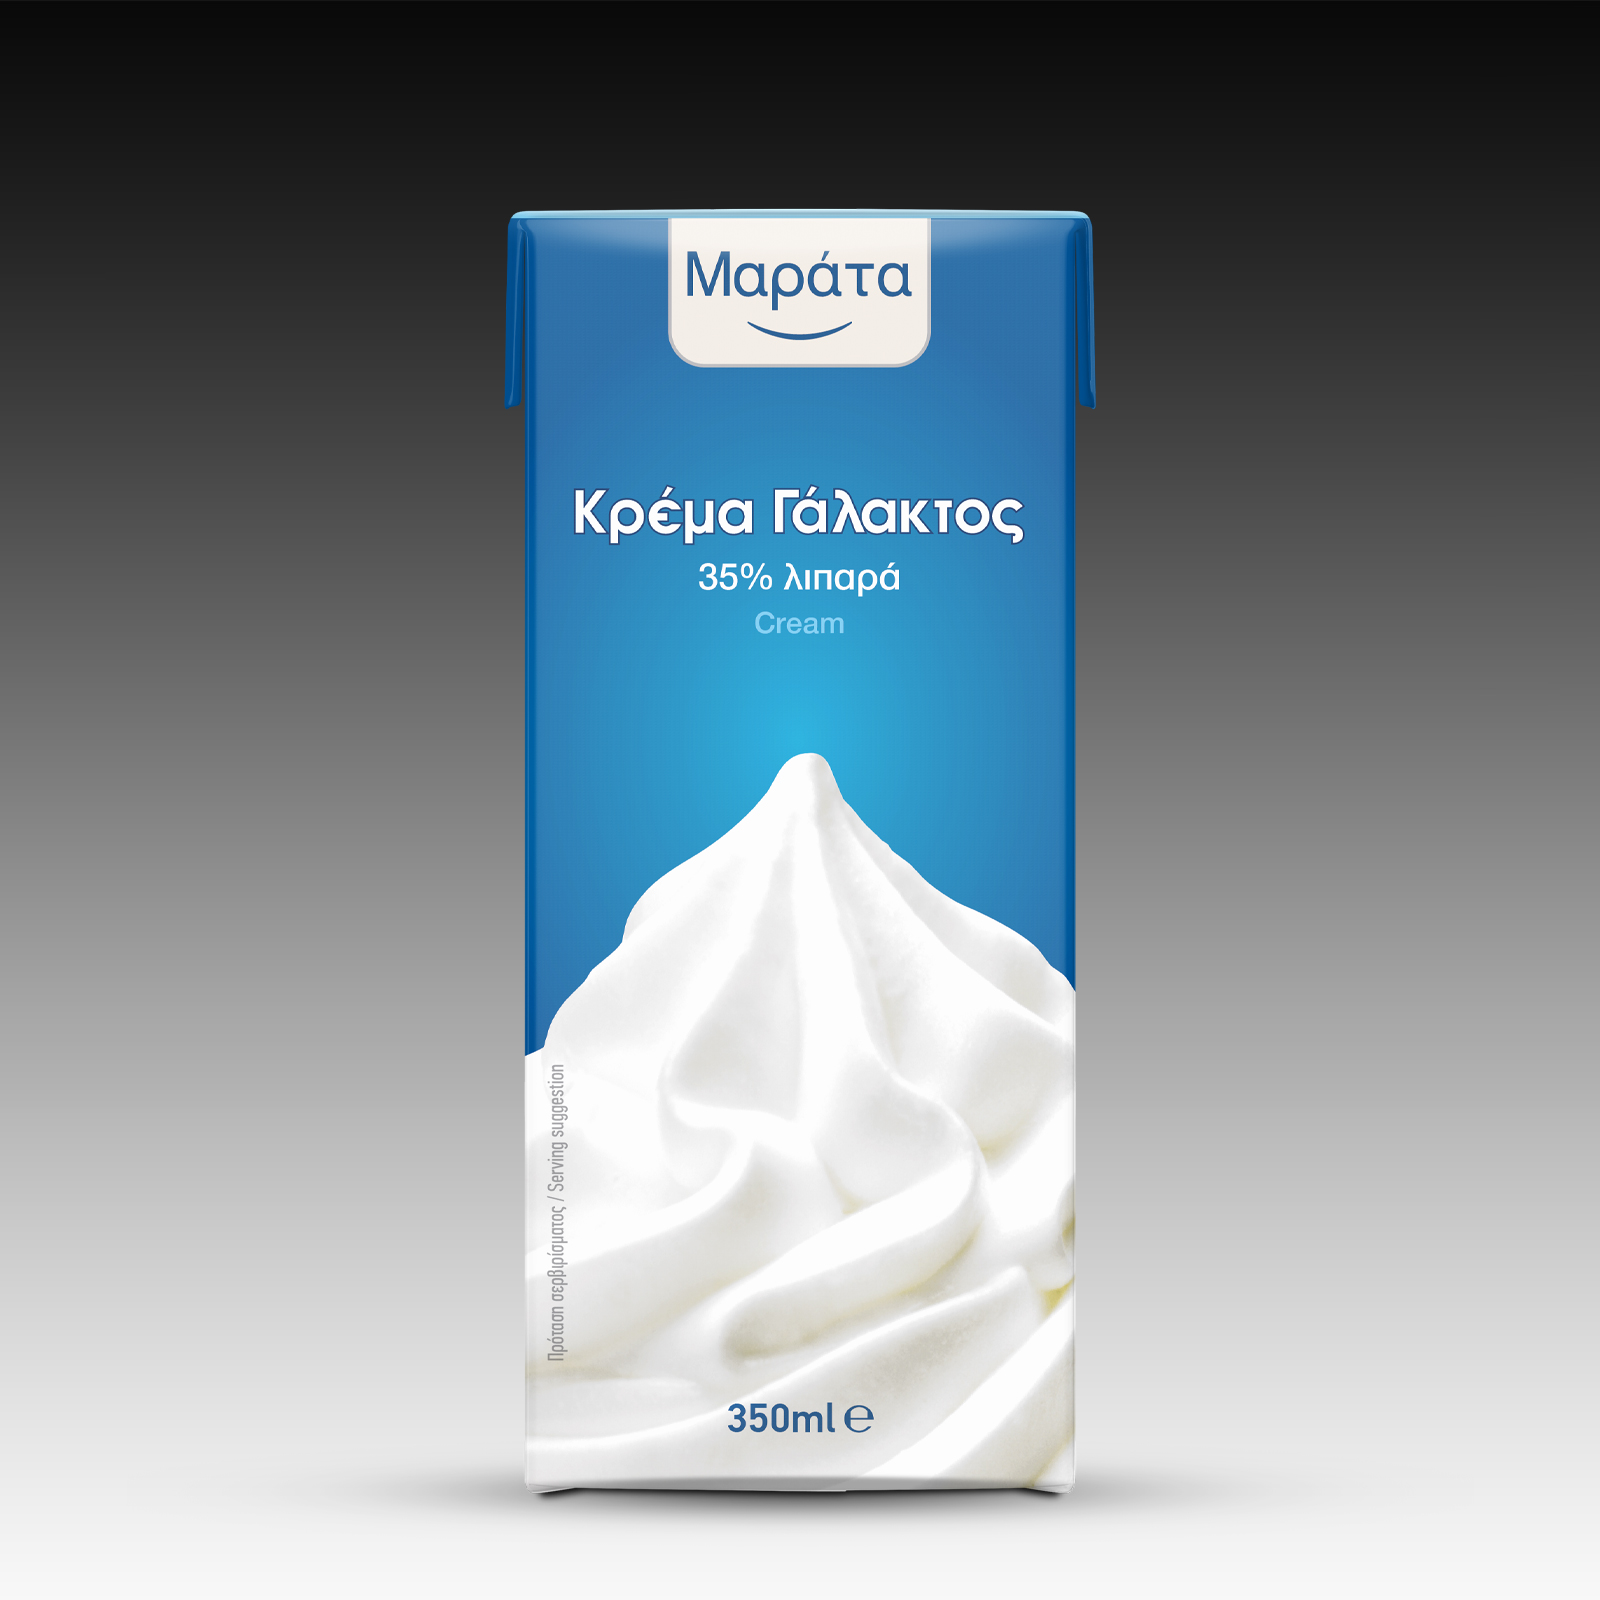 Μαράτα
Κρέμα Γάλακτος
35% λιπαρά
Cream
Πρόταση σερβιρίσματος / Serving suggestion
350ml ℮